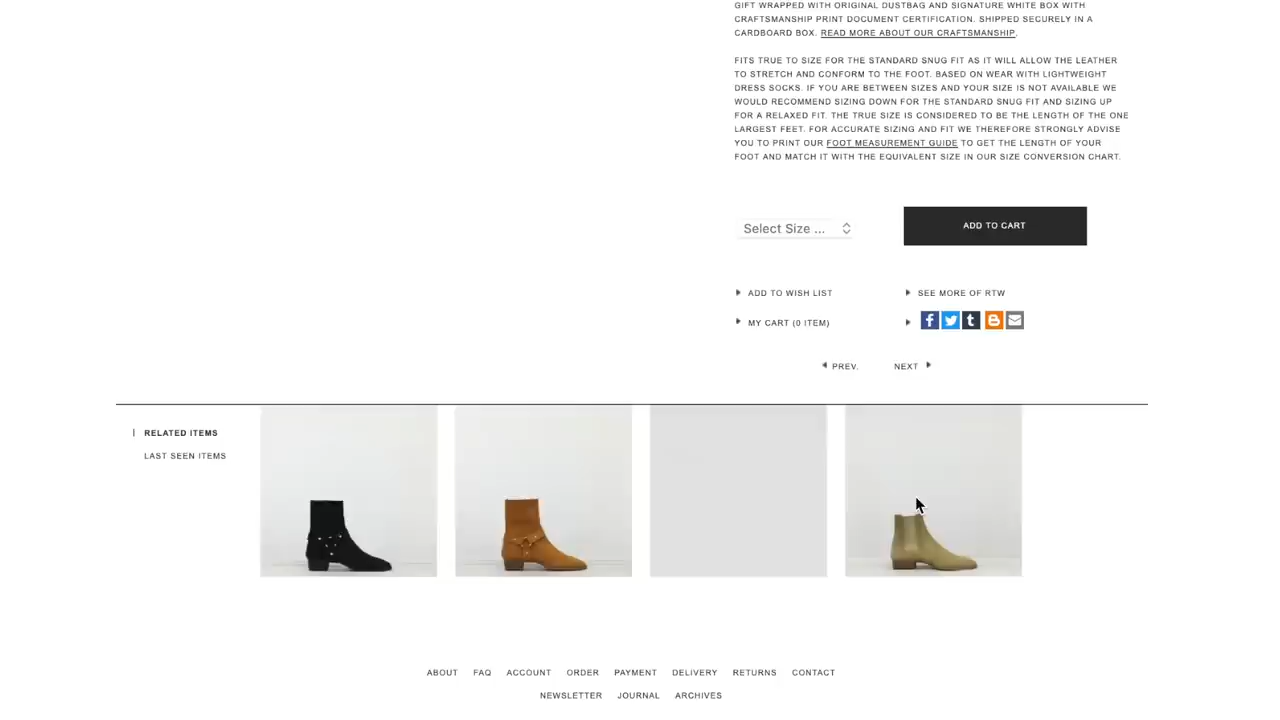 GIFT WRAPPED WITH ORIGINAL DUSTBAG AND SIGNATURE WHITE BOX WITH
CRAFTSMANSHIP PRINT DOCUMENT CERTIFICATION. SHIPPED SECURELY IN A
CARDBOARD BOX. READ MORE ABOUT OUR CRAFTSMANSHIP.
FITS TRUE TO SIZE FOR THE STANDARD SNUG FIT AS IT WILL ALLOW THE LEATHER
TO STRETCH AND CONFORM TO THE FOOT. BASED ON WEAR WITH LIGHTWEIGHT
DRESS SOCKS. IF YOU ARE BETWEEN SIZES AND YOUR SIZE IS NOT AVAILABLE WE
WOULD RECOMMEND SIZING DOWN FOR THE STANDARD SNUG FIT AND SIZING UP
FOR A RELAXED FIT. THE TRUE SIZE IS CONSIDERED TO BE THE LENGTH OF THE ONE
LARGEST FEET. FOR ACCURATE SIZING AND FIT WE THEREFORE STRONGLY ADVISE
YOU TO PRINT OUR FOOT MEASUREMENT GUIDE TO GET THE LENGTH OF YOUR
FOOT AND MATCH IT WITH THE EQUIVALENT SIZE IN OUR SIZE CONVERSION CHART.
Select Size ...
ADD TO CART
ADD TO WISH LIST
SEE MORE OF RTW
MY CART (0 ITEM)
PREV. NEXT
RELATED ITEMS
LAST SEEN ITEMS
ABOUT FAQ ACCOUNT ORDER PAYMENT DELIVERY RETURNS CONTACT
NEWSLETTER JOURNAL ARCHIVES